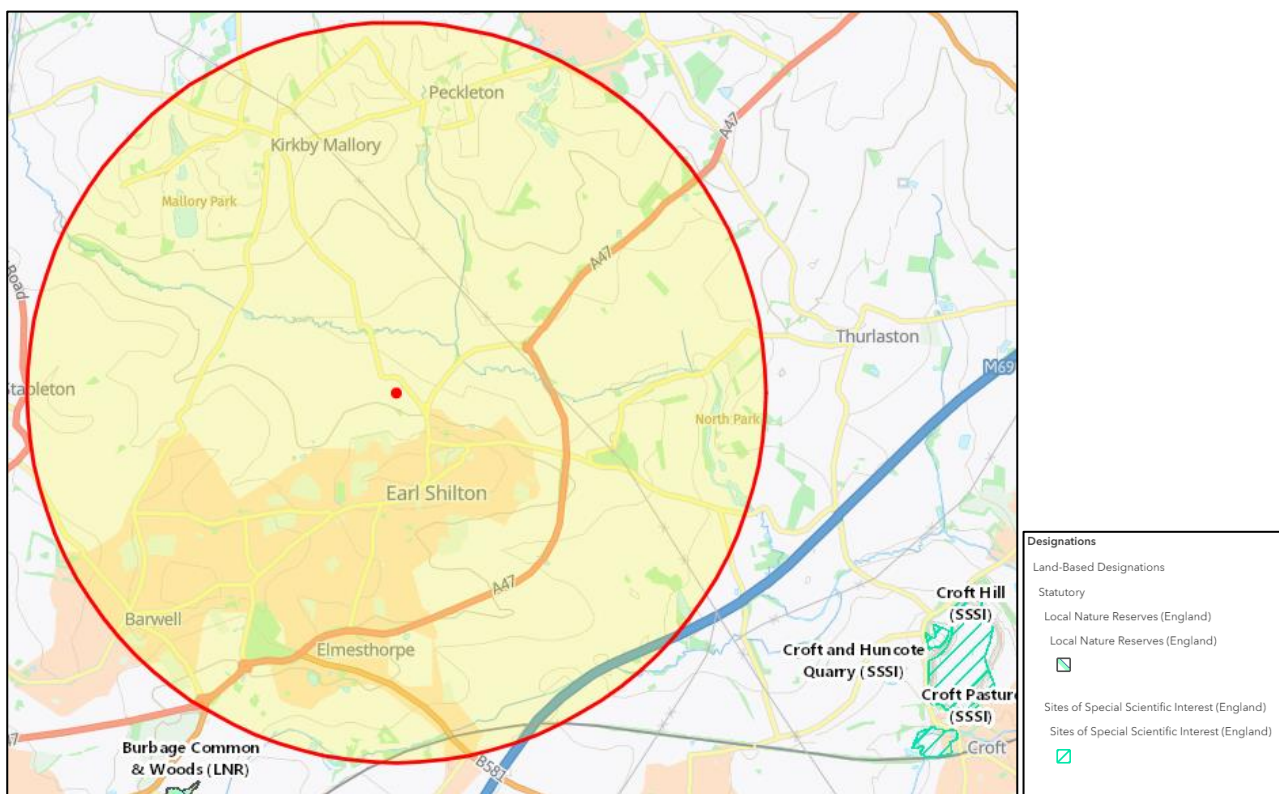 Peckleton
Kirkby Mallory
A47
Mallory Park
Road
A47
Thurlaston
M69
Stapleton
North Park
Earl Shilton
A47
Croft Hill
(SSSI)
Barwell
Elmesthorpe
Croft and Huncote
Quarry (SSSI)
Croft Pasture
(SSSI)
Croft
Burbage Common
& Woods (LNR)
B581
Designations
Land-Based Designations
Statutory
Local Nature Reserves (England)
Local Nature Reserves (England)
Sites of Special Scientific Interest (England)
Sites of Special Scientific Interest (England)